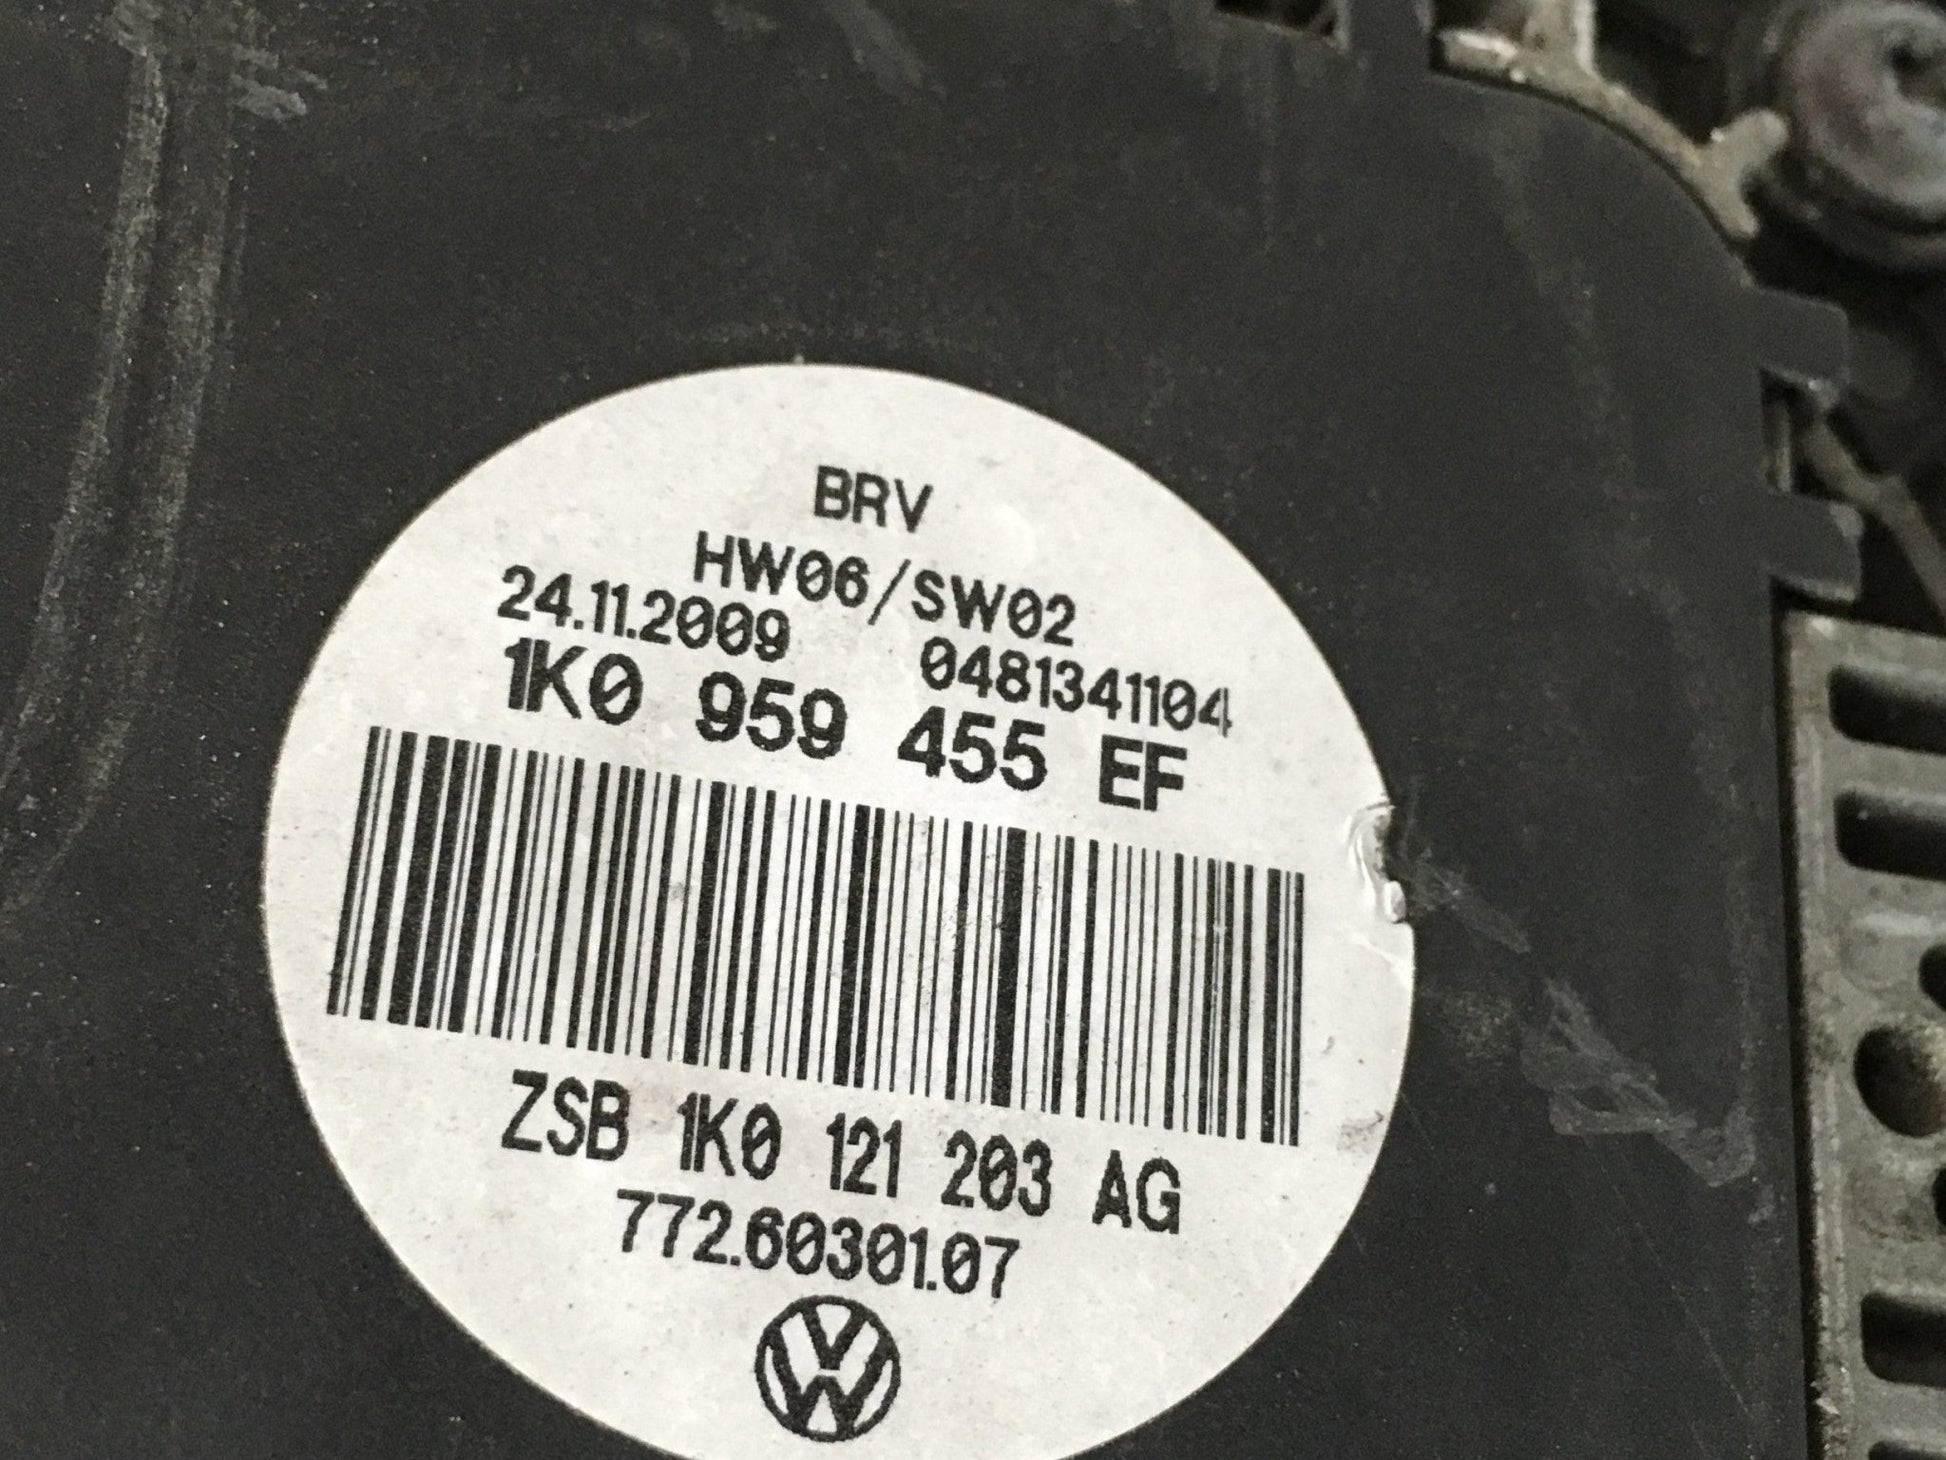 BRV
HW06/SW02
24.11.2009 0481341104
1K0 959 455 EF
ZSB 1K0 121 203 AG
772.60301.07
VW